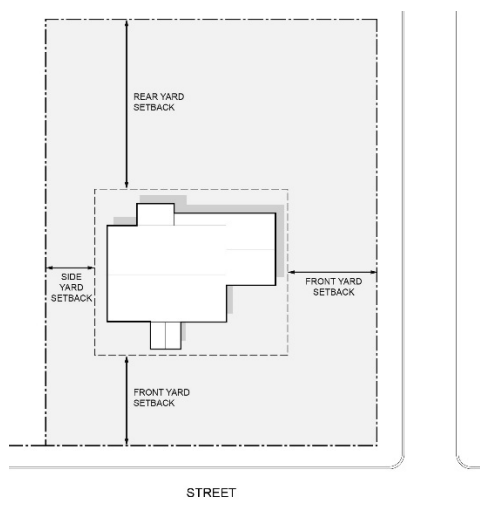 REAR YARD
SETBACK
SIDE
YARD
SETBACK
FRONT YARD
SETBACK
FRONT YARD
SETBACK
STREET